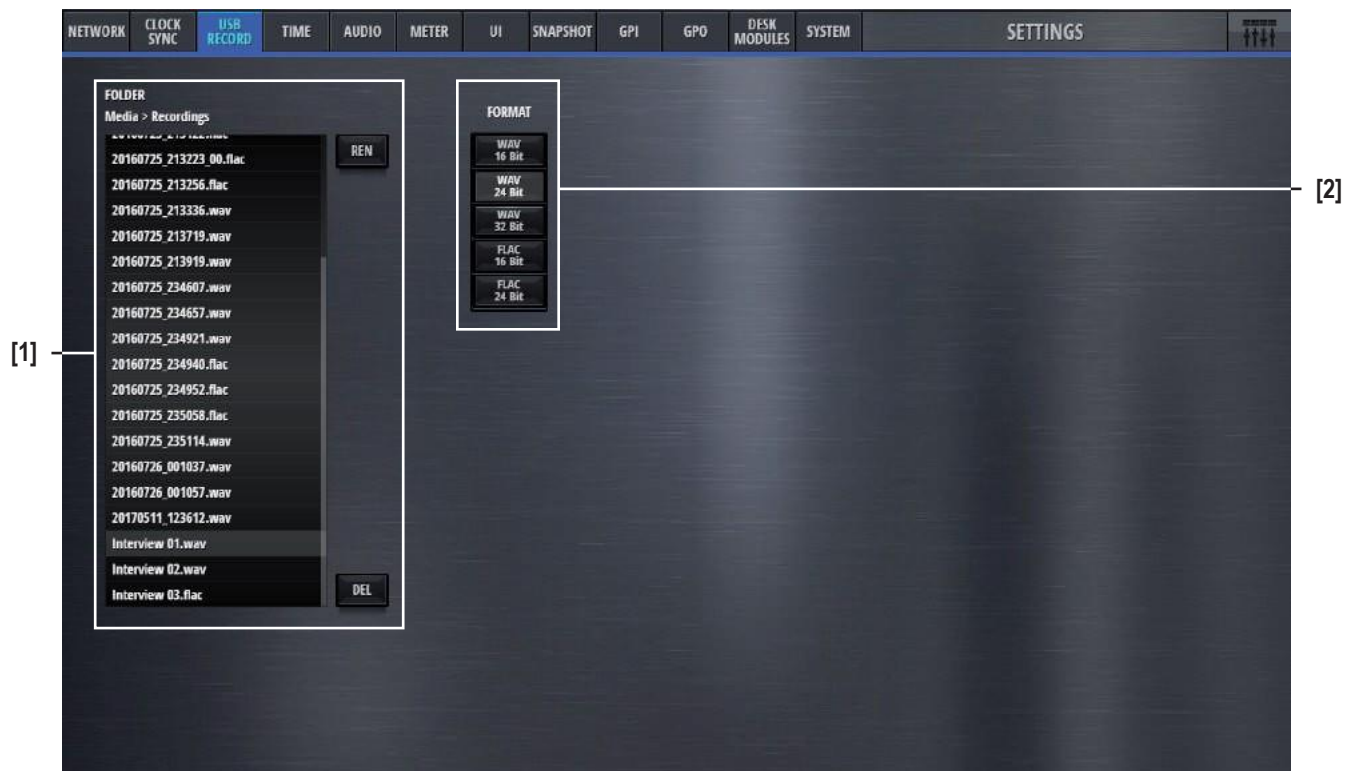 NETWORK
CLOCK
SYNC
USB
RECORD
TIME
AUDIO
METER
UI
SNAPSHOT
GPI
GPO
DESK
MODULES
SYSTEM
SETTINGS
FOLDER
Media > Recordings
20160725_213223_00.flac
20160725_213256.flac
20160725_213336.wav
20160725_213719.wav
20160725_213919.wav
20160725_234607.wav
20160725_234657.wav
20160725_234921.wav
20160725_234940.flac
20160725_234952.flac
20160725_235058.flac
20160725_235114.wav
20160726_001037.wav
20160726_001057.wav
20170511_123612.wav
Interview 01.wav
Interview 02.wav
Interview 03.flac
REN
DEL
FORMAT
WAV
16 Bit
WAV
24 Bit
WAV
32 Bit
FLAC
16 Bit
FLAC
24 Bit
[1]
[2]